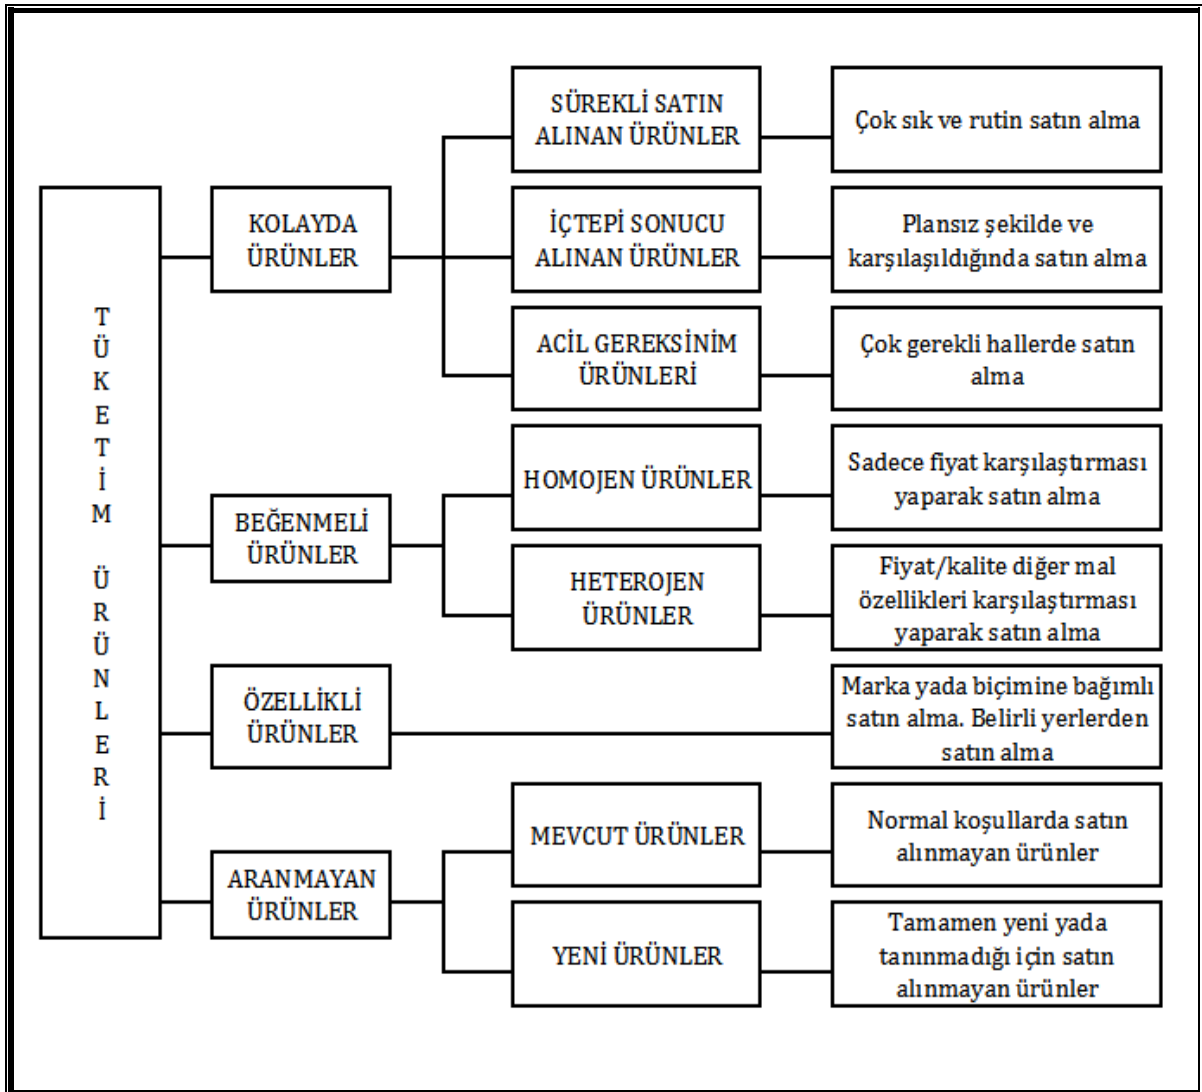 TÜKETİM ÜRÜNLERİ
KOLAYDA
ÜRÜNLER
SÜREKLİ SATIN
ALINAN ÜRÜNLER
Çok sık ve rutin satın alma
İÇTEPİ SONUCU
ALINAN ÜRÜNLER
Plansız şekilde ve
karşılaşıldığında satın alma
ACİL GEREKSİNİM
ÜRÜNLERİ
Çok gerekli hallerde satın
alma
BEĞENMELİ
ÜRÜNLER
HOMOJEN ÜRÜNLER
Sadece fiyat karşılaştırması
yaparak satın alma
HETEROJEN
ÜRÜNLER
Fiyat/kalite diğer mal
özellikleri karşılaştırması
yaparak satın alma
ÖZELLİKLİ
ÜRÜNLER
Marka yada biçimine bağımlı
satın alma. Belirli yerlerden
satın alma
ARANMAYAN
ÜRÜNLER
MEVCUT ÜRÜNLER
Normal koşullarda satın
alınmayan ürünler
YENİ ÜRÜNLER
Tamamen yeni yada
tanınmadığı için satın
alınmayan ürünler